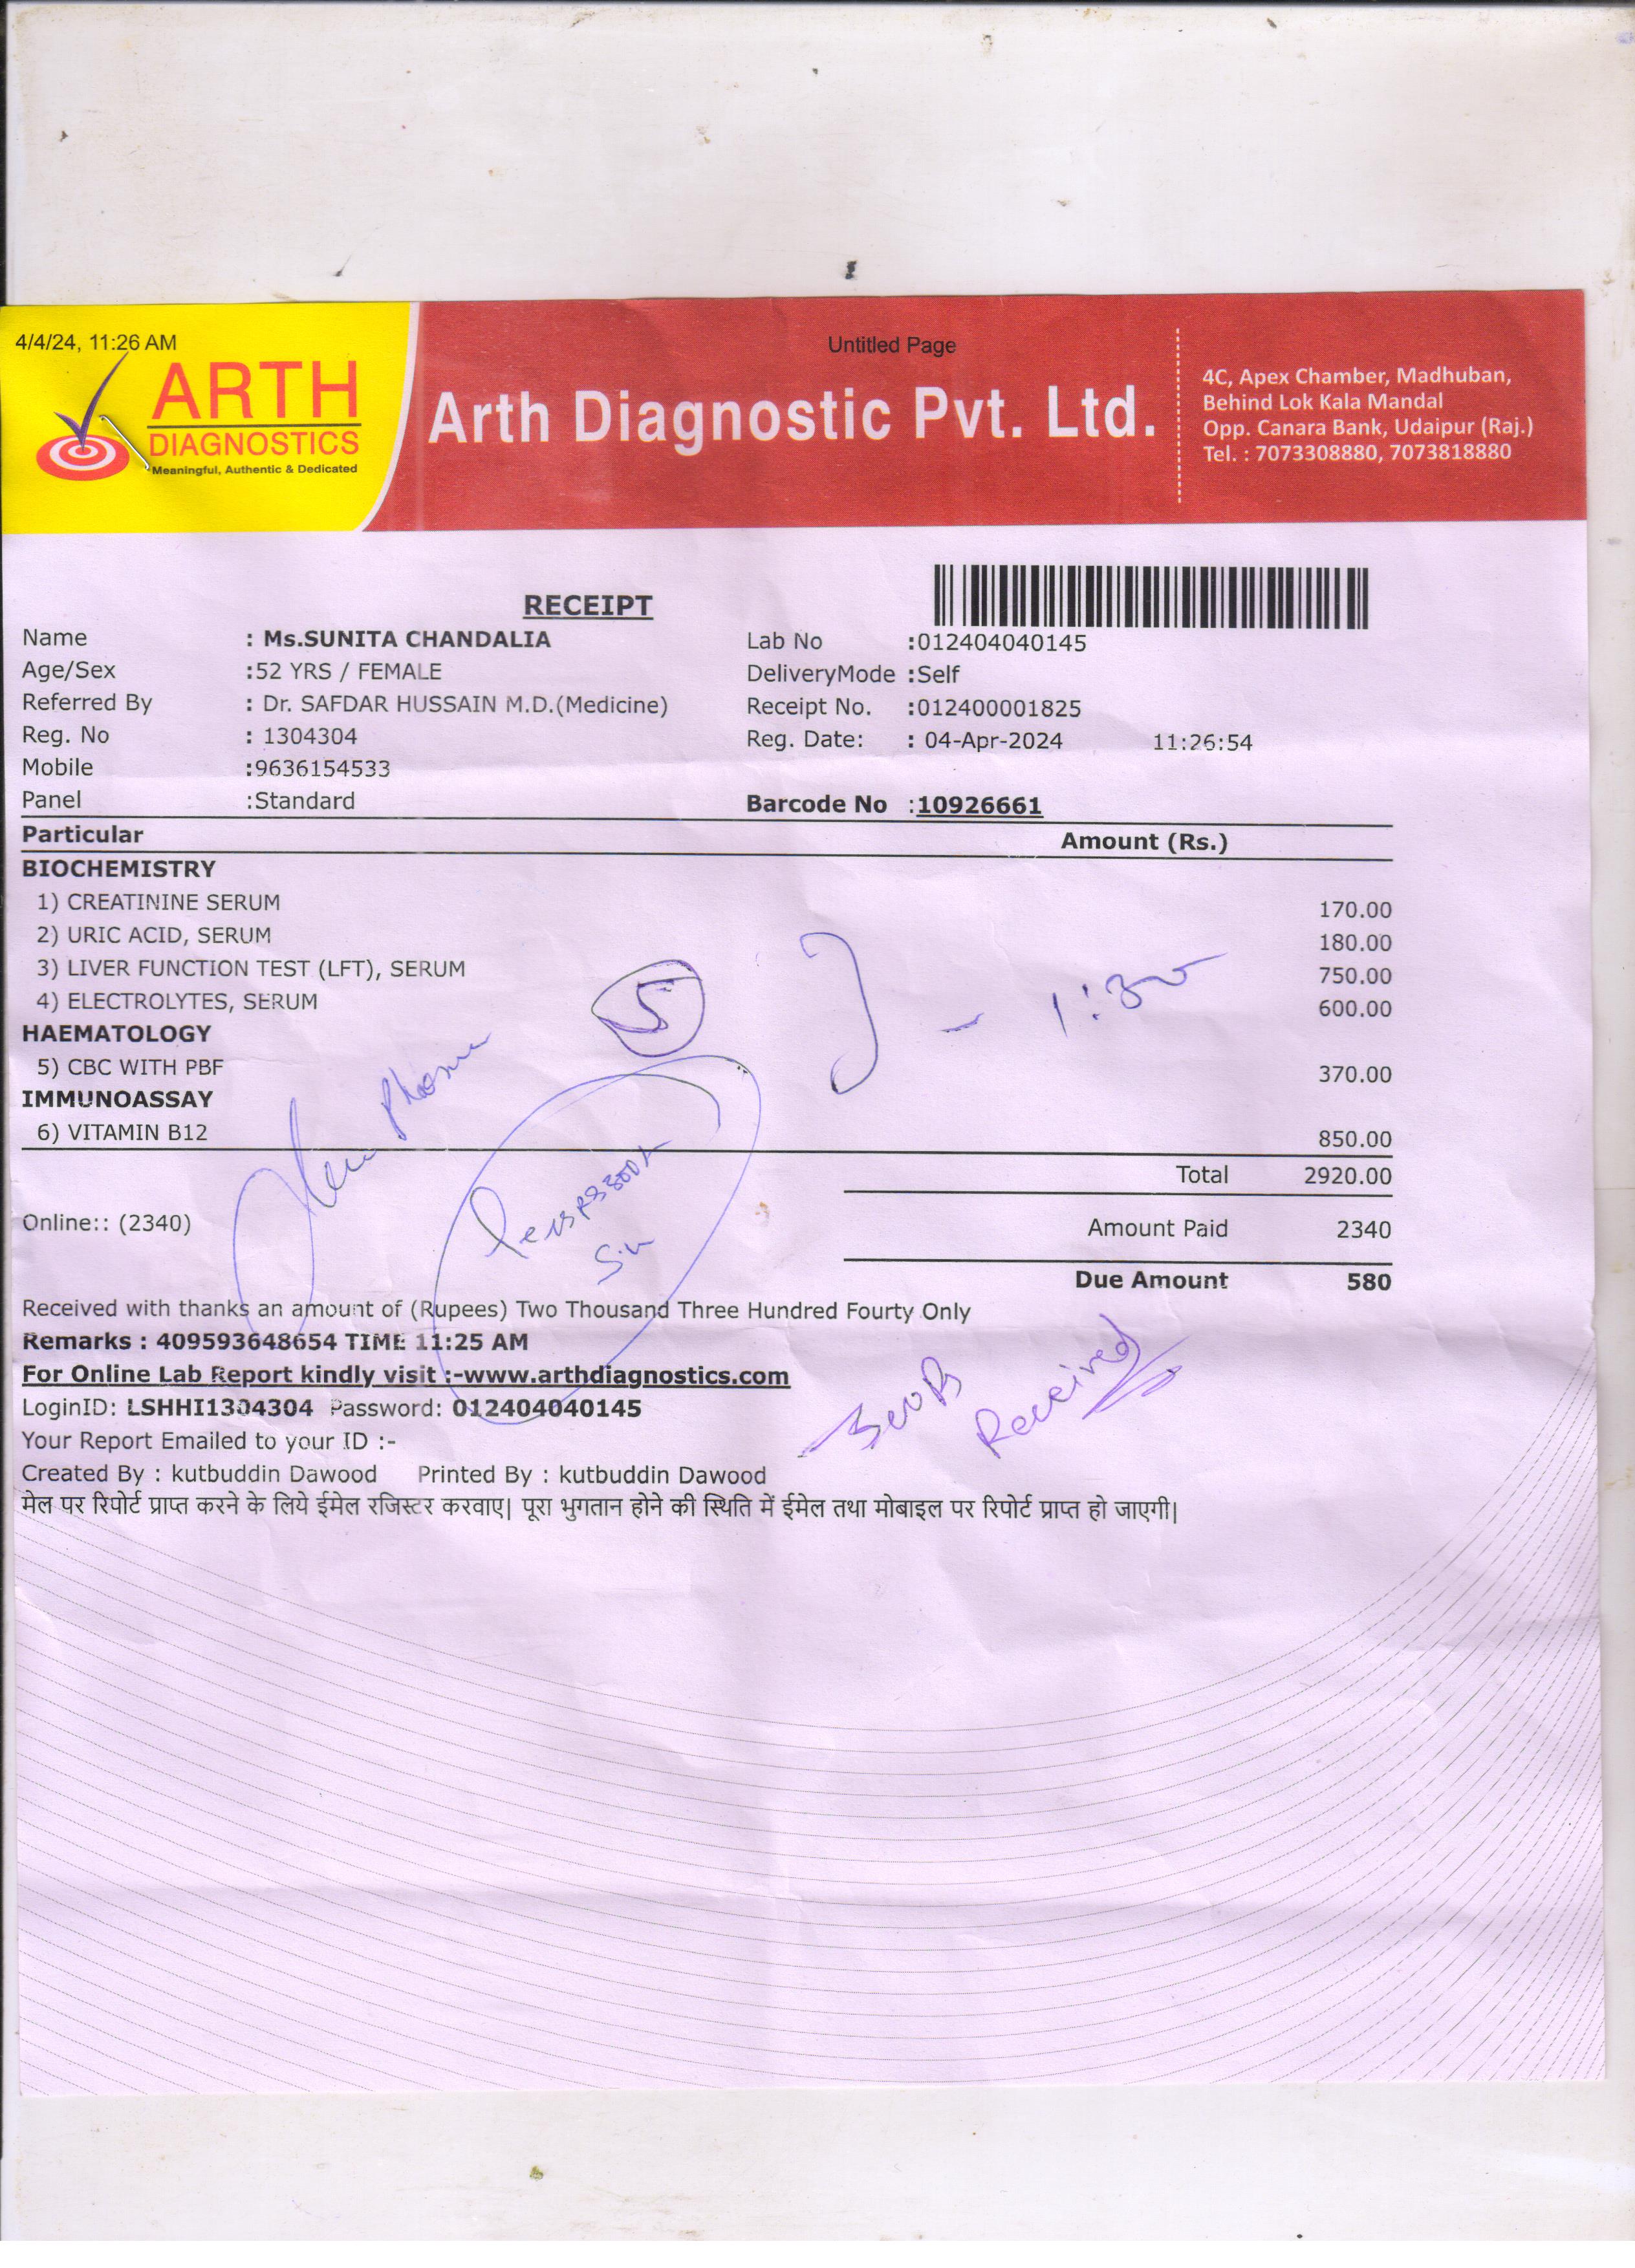 4/4/24, 11:26 AM
Untitled Page
ARTH
DIAGNOSTICS
Meaningful, Authentic & Dedicated
Arth Diagnostic Pvt. Ltd.
4C, Apex Chamber, Madhuban,
Behind Lok Kala Mandal
Opp. Canara Bank, Udaipur (Raj.)
Tel. : 7073308880, 7073818880
RECEIPT
Name : Ms.SUNITA CHANDALIA Lab No :012404040145
Age/Sex :52 YRS / FEMALE DeliveryMode :Self
Referred By : Dr. SAFDAR HUSSAIN M.D.(Medicine) Receipt No. :012400001825
Reg. No : 1304304 Reg. Date: : 04-Apr-2024 11:26:54
Mobile :9636154533
Panel :Standard Barcode No :10926661
Particular Amount (Rs.)
BIOCHEMISTRY
1) CREATININE SERUM 170.00
2) URIC ACID, SERUM 180.00
3) LIVER FUNCTION TEST (LFT), SERUM 750.00
4) ELECTROLYTES, SERUM 600.00
5
HAEMATOLOGY
5) CBC WITH PBF 370.00
IMMUNOASSAY
6) VITAMIN B12 850.00
Total 2920.00
Online:: (2340) Amount Paid 2340
Due Amount 580
Received with thanks an amount of (Rupees) Two Thousand Three Hundred Fourty Only
Remarks : 409593648654 TIME 11:25 AM
For Online Lab Report kindly visit :-www.arthdiagnostics.com
LoginID: LSHHI1304304 Password: 012404040145
Received
Your Report Emailed to your ID :-
Created By : kutbuddin Dawood Printed By : kutbuddin Dawood
मेल पर रिपोर्ट प्राप्त करने के लिये ईमेल रजिस्टर करवाए| पूरा भुगतान होने की स्थिति में ईमेल तथा मोबाइल पर रिपोर्ट प्राप्त हो जाएगी|